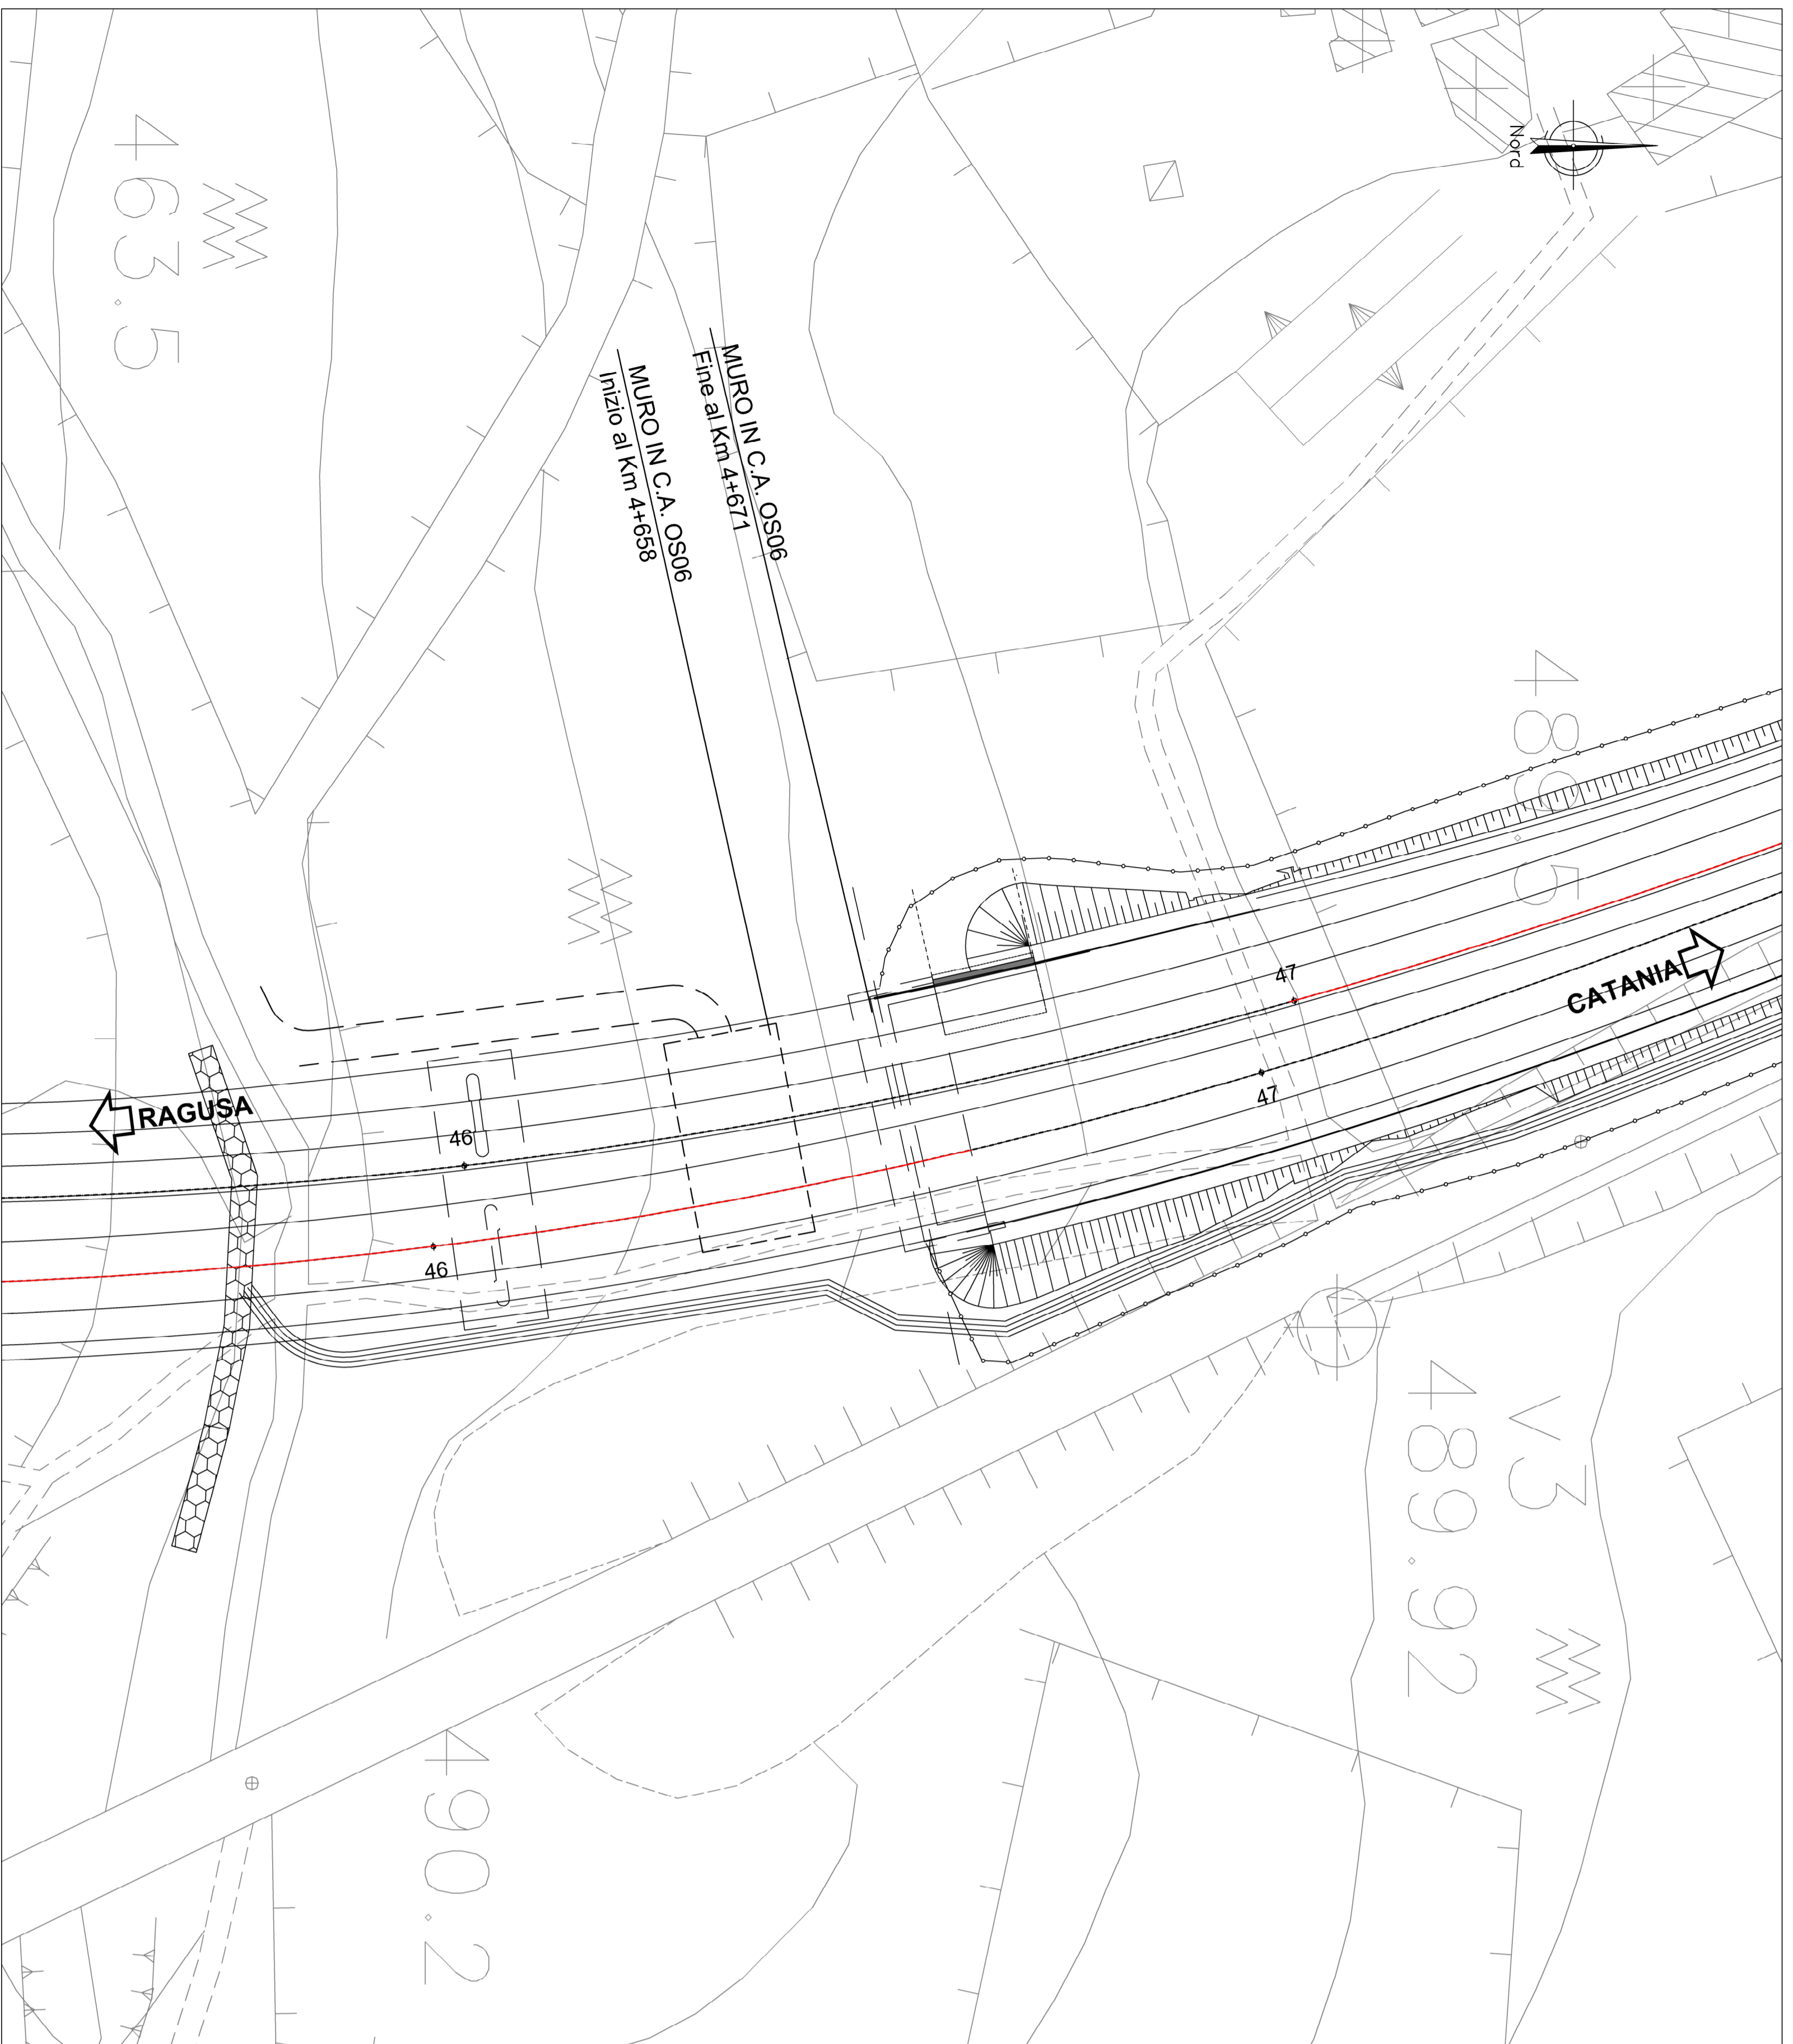 Nord
463.5
MURO IN C.A. OS06
Fine al Km 4+671
MURO IN C.A. OS06
Inizio al Km 4+658
488.5
47
CATANIA
47
RAGUSA
46
46
V3
489.92
490.2